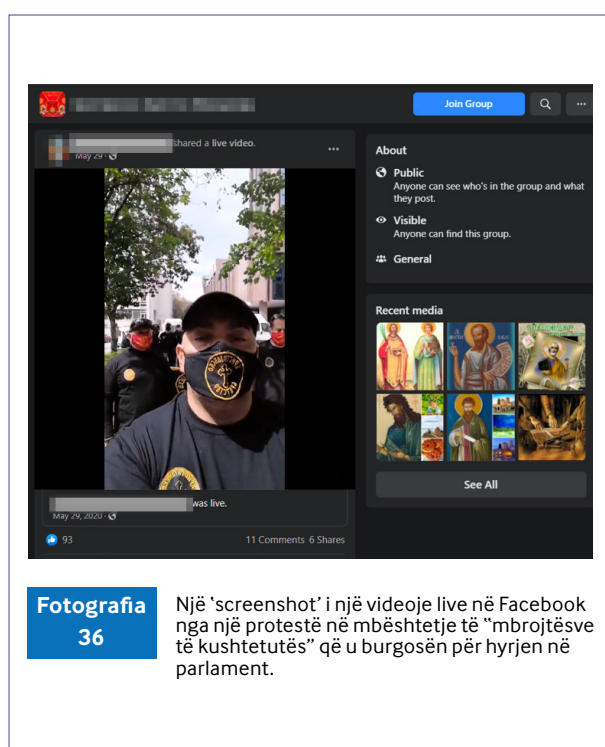 Join Group
shared a live video.
May 29
About
Public
Anyone can see who's in the group and what
they post.
Visible
Anyone can find this group.
General
Recent media
See All
was live.
May 29, 2020
93
11 Comments 6 Shares
Fotografia
36
Një ‘screenshot’ i një videoje live në Facebook
nga një protestë në mbështetje të “mbrojtësve
të kushtetutës” që u burgosën për hyrjen në
parlament.